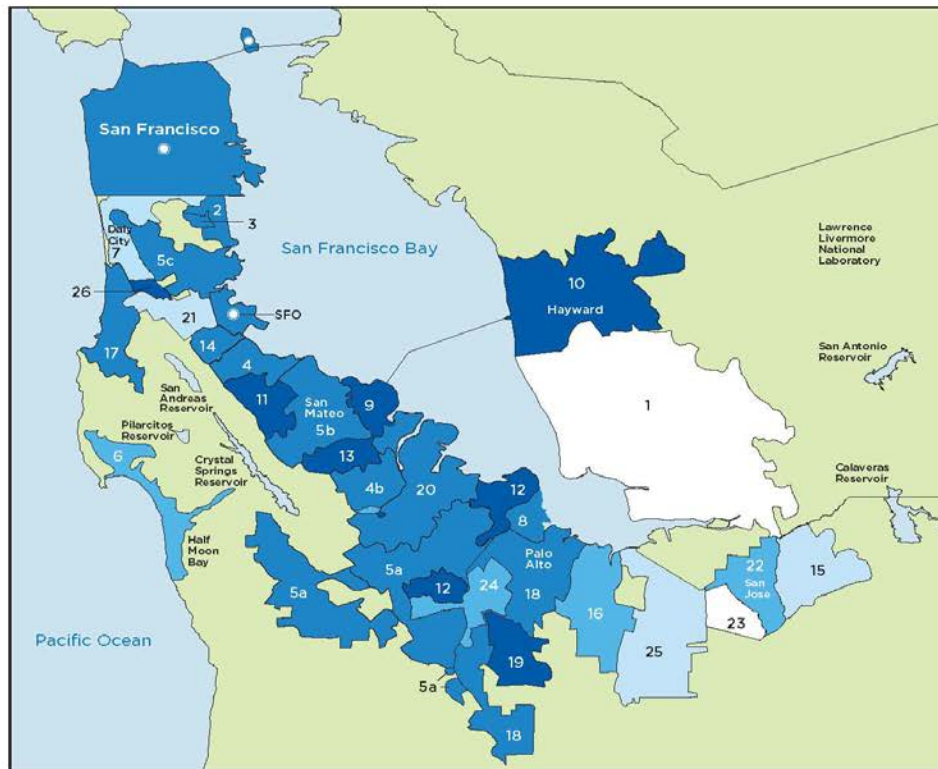 San Francisco
2
3
Daly
City
7
5c
San Francisco Bay
Lawrence
Livermore
National
Laboratory
10
Hayward
26
21
SFO
17
14
4
San Antonio
Reservoir
San
Andreas
Reservoir
11
San
Mateo
5b
9
1
Pilarcitos
Reservoir
13
6
Crystal
Springs
Reservoir
4b
20
12
8
Calaveras
Reservoir
Half
Moon
Bay
5a
5a
12
24
Palo
Alto
18
16
22
San
Jose
15
23
Pacific Ocean
19
25
5a
18